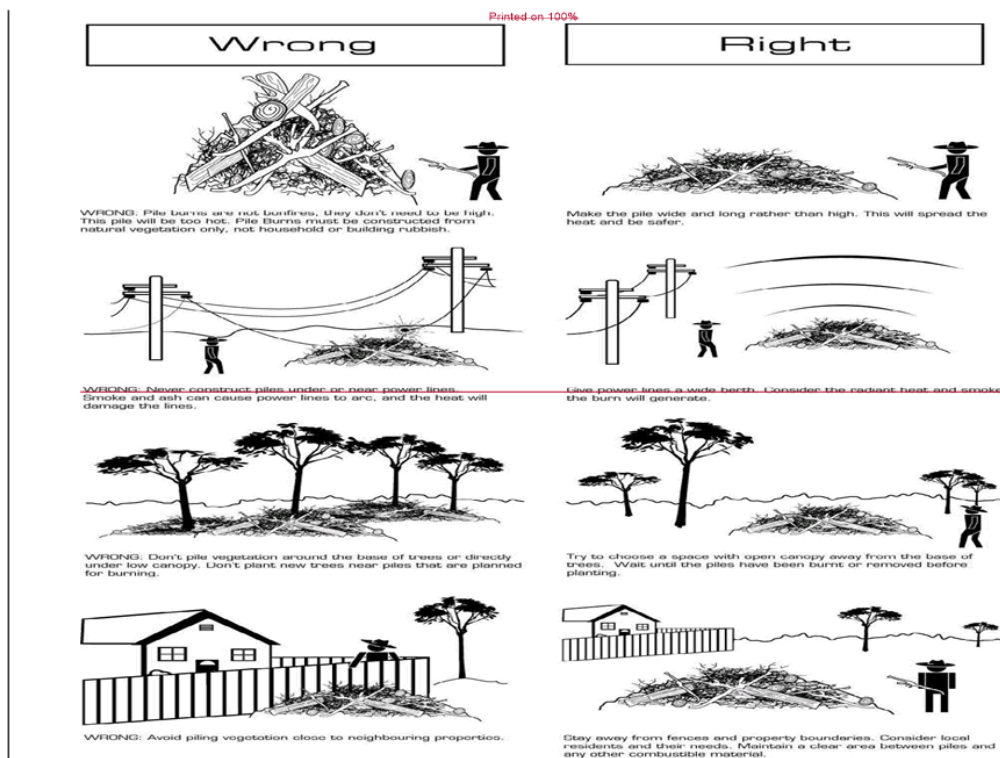 Printed on 100%
Wrong
Right
WRONG: Pile burns are not bonfires, they don't need to be high.
This pile will be too hot. Pile Burns must be constructed from
natural vegetation only, not household or building rubbish.
Make the pile wide and long rather than high. This will spread the
heat and be safer.
WRONG: Never construct piles under or near power lines.
Smoke and ash can cause power lines to arc, and the heat will
damage the lines.
Give power lines a wide berth. Consider the radiant heat and smoke
the burn will generate.
WRONG: Don't pile vegetation around the base of trees or directly
under low canopy. Don't plant new trees near piles that are planned
for burning.
Try to choose a space with open canopy away from the base of
trees. Wait until the piles have been burnt or removed before
planting.
WRONG: Avoid piling vegetation close to neighbouring properties.
Stay away from fences and property boundaries. Consider local
residents and their needs. Maintain a clear area between piles and
any other combustible material.